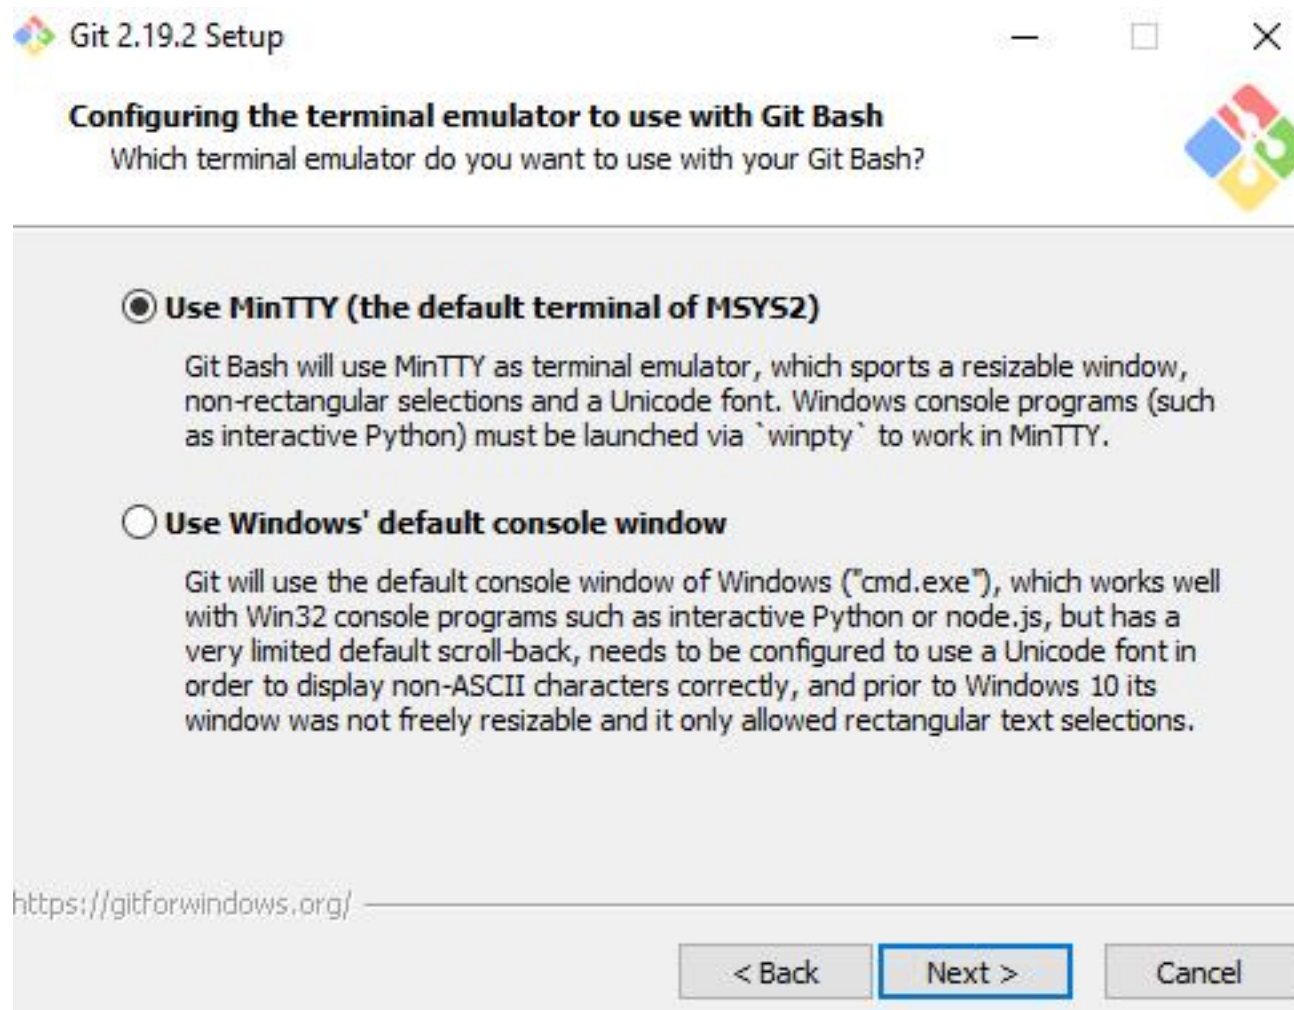 Git 2.19.2 Setup
Configuring the terminal emulator to use with Git Bash
Which terminal emulator do you want to use with your Git Bash?
Use MinTTY (the default terminal of MSYS2)
Git Bash will use MinTTY as terminal emulator, which sports a resizable window,
non-rectangular selections and a Unicode font. Windows console programs (such
as interactive Python) must be launched via `winpty` to work in MinTTY.
Use Windows' default console window
Git will use the default console window of Windows ("cmd.exe"), which works well
with Win32 console programs such as interactive Python or node.js, but has a
very limited default scroll-back, needs to be configured to use a Unicode font in
order to display non-ASCII characters correctly, and prior to Windows 10 its
window was not freely resizable and it only allowed rectangular text selections.
https://gitforwindows.org/
< Back Next > Cancel